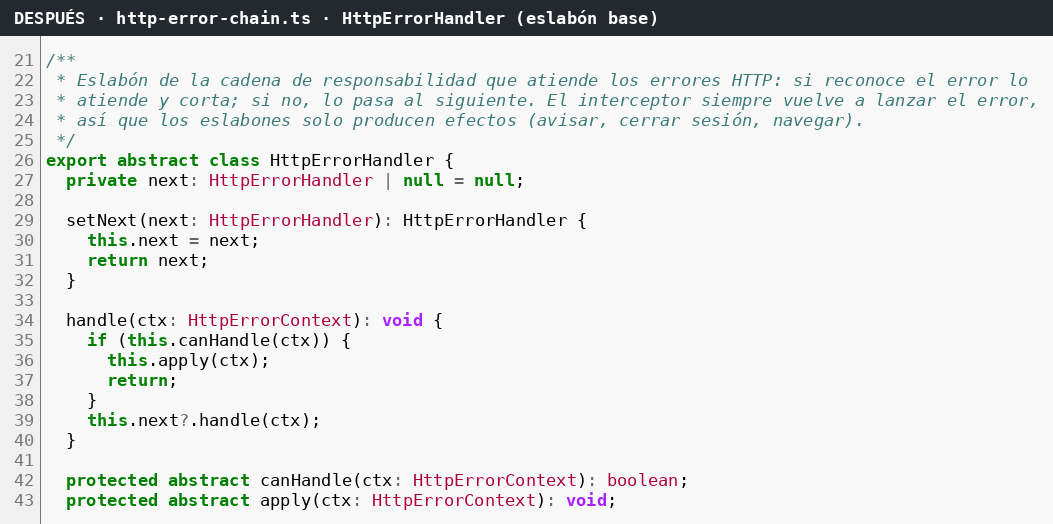 DESPUÉS · http-error-chain.ts · HttpErrorHandler (eslabón base)
21 /**
22  * Eslabón de la cadena de responsabilidad que atiende los errores HTTP: si reconoce el error lo
23  * atiende y corta; si no, lo pasa al siguiente. El interceptor siempre vuelve a lanzar el error,
24  * así que los eslabones solo producen efectos (avisar, cerrar sesión, navegar).
25  */
26 export abstract class HttpErrorHandler {
27   private next: HttpErrorHandler | null = null;
28
29   setNext(next: HttpErrorHandler): HttpErrorHandler {
30     this.next = next;
31     return next;
32   }
33
34   handle(ctx: HttpErrorContext): void {
35     if (this.canHandle(ctx)) {
36       this.apply(ctx);
37       return;
38     }
39     this.next?.handle(ctx);
40   }
41
42   protected abstract canHandle(ctx: HttpErrorContext): boolean;
43   protected abstract apply(ctx: HttpErrorContext): void;